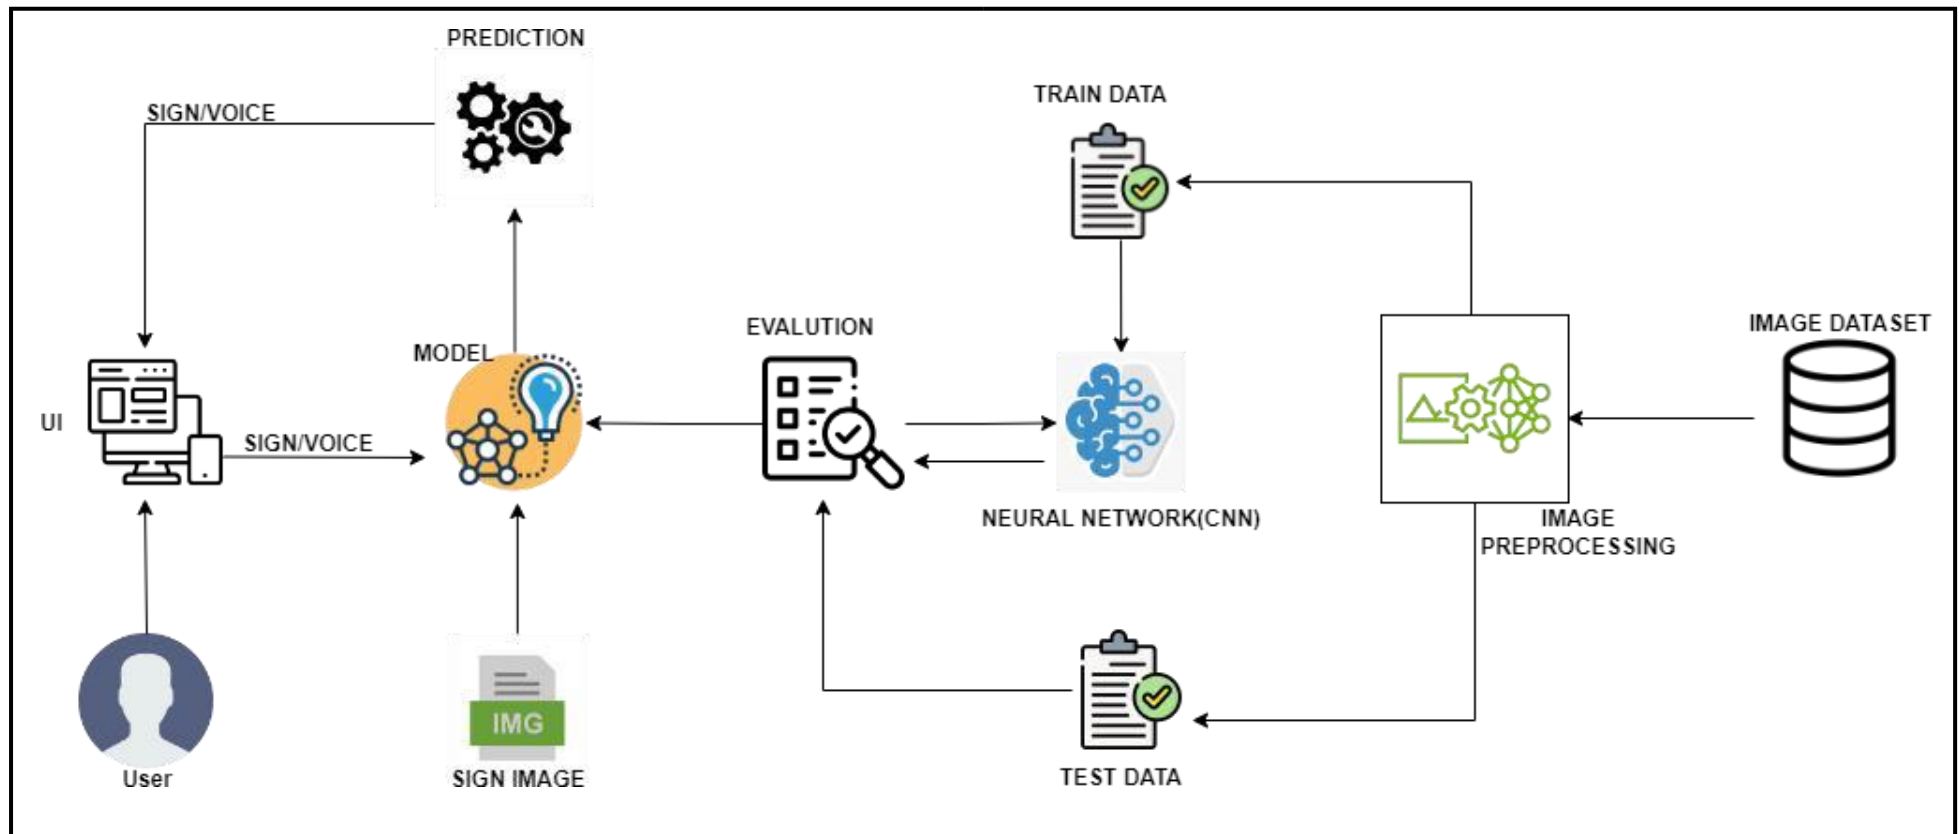 PREDICTION
TRAIN DATA
SIGN/VOICE
EVALUTION
IMAGE DATASET
MODEL
UI
SIGN/VOICE
NEURAL NETWORK(CNN)
IMAGE
PREPROCESSING
IMG
User
SIGN IMAGE
TEST DATA